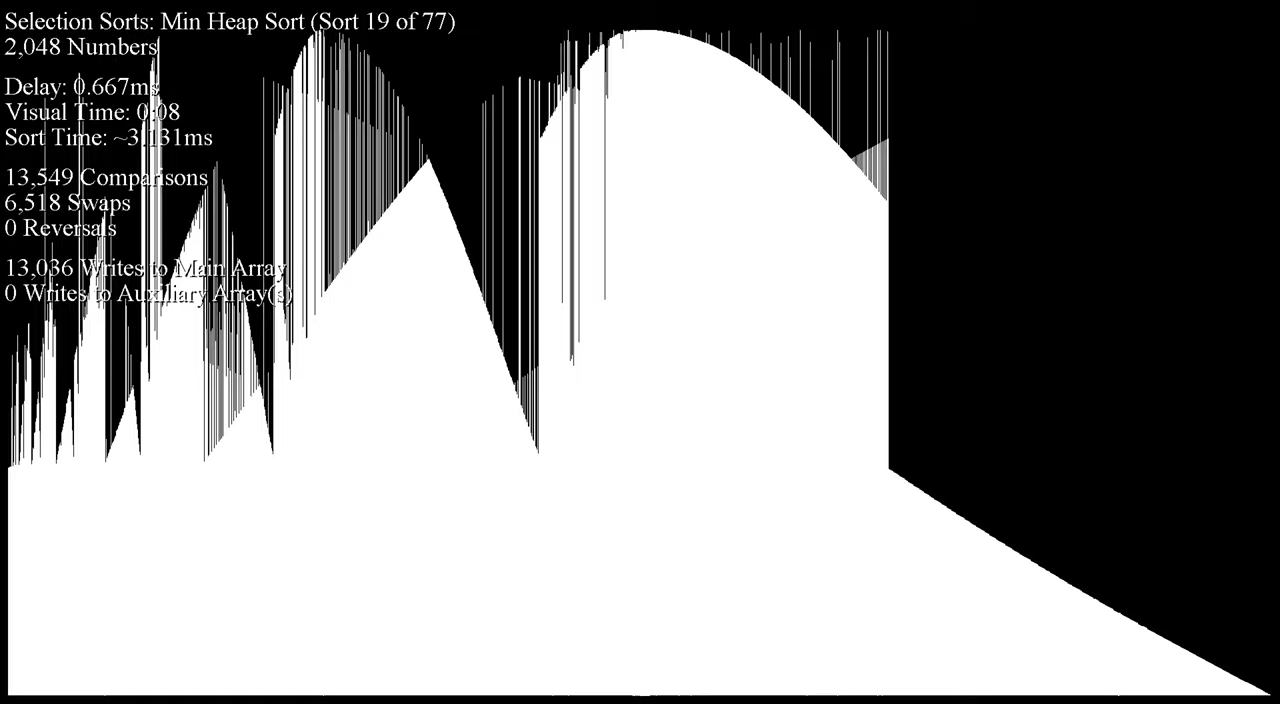 Selection Sorts: Min Heap Sort (Sort 19 of 77)
2,048 Numbers
Delay: 0.667ms
Visual Time: 0:08
Sort Time: ~3.131ms
13,549 Comparisons
6,518 Swaps
0 Reversals
13,036 Writes to Main Array
0 Writes to Auxiliary Array(s)